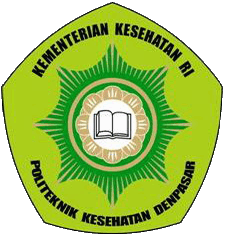 KEMENTERIAN KESEHATAN RI
POLITEKNIK KESEHATAN DENPASAR